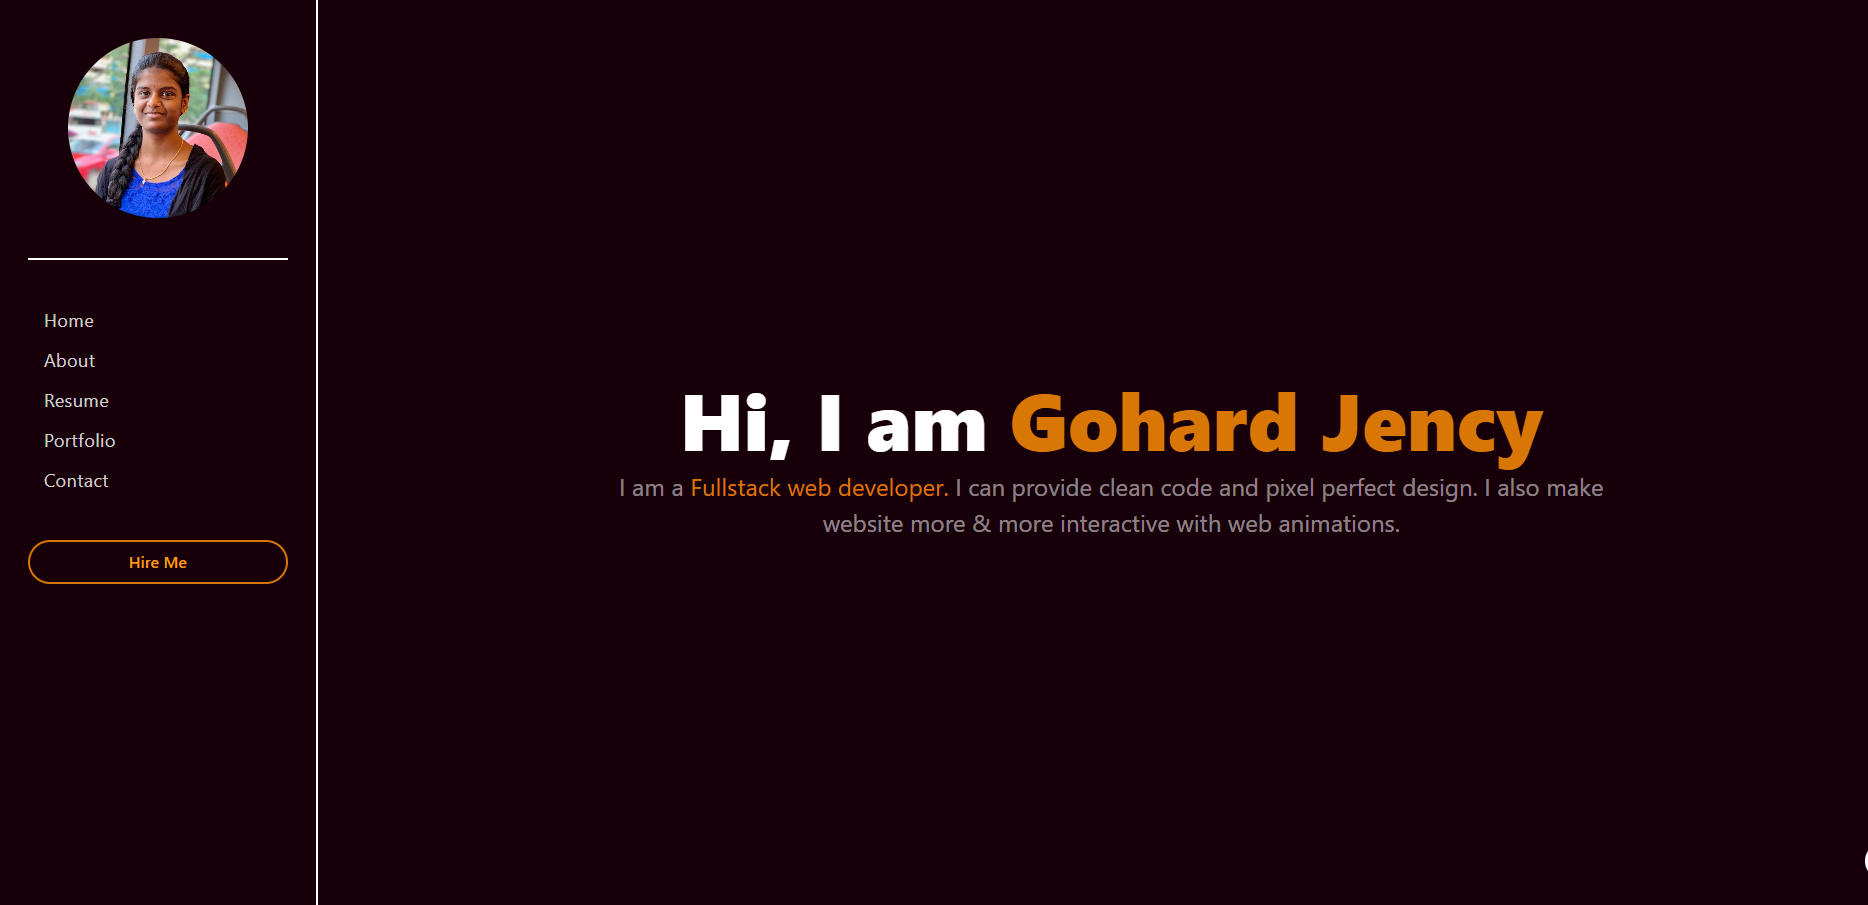 Home
About
Resume
Portfolio
Contact
Hire Me
Hi, I am Gohard Jency
I am a Fullstack web developer. I can provide clean code and pixel perfect design. I also make
website more & more interactive with web animations.